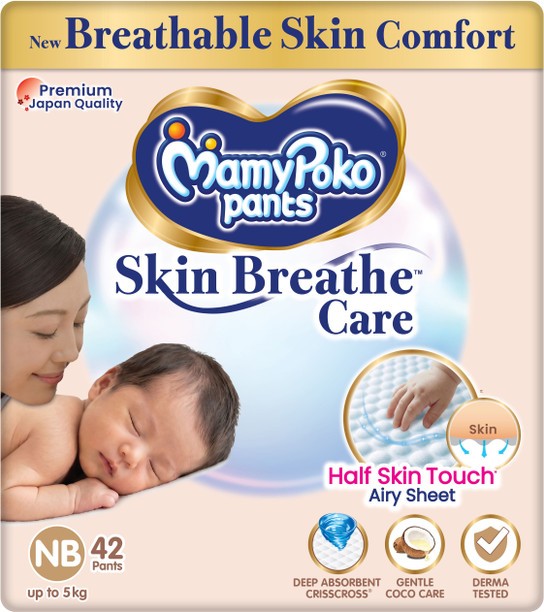 New Breathable Skin Comfort
Premium
Japan Quality
MamyPoko®
pants
Skin Breathe™
Care
Skin
Half Skin Touch
Airy Sheet
NB 42
Pants
up to 5kg
DEEP ABSORBENT
CRISSCROSS
GENTLE
COCO CARE
DERMA
TESTED